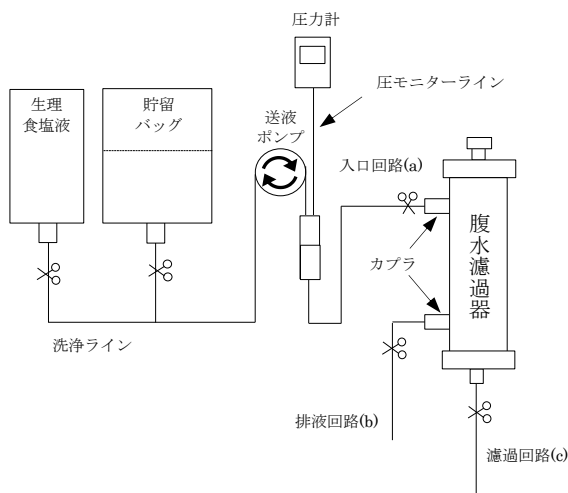 圧力計
生理
食塩液
貯留
バッグ
送液
ポンプ
圧モニターライン
入口回路(a)
カプラ
腹水濾過器
洗浄ライン
排液回路(b)
濾過回路(c)